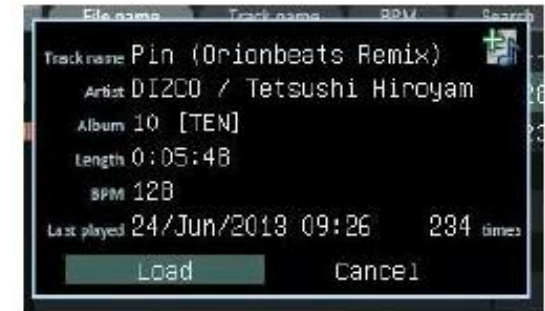 File name Track name BPM Search
Track name Pin (Orionbeats Remix)
Artist DIZCO / Tetsushi Hiroyam
Album 10 [TEN]
Length 0:05:48
BPM 128
Last played 24/Jun/2013 09:26 234 times
Load Cancel